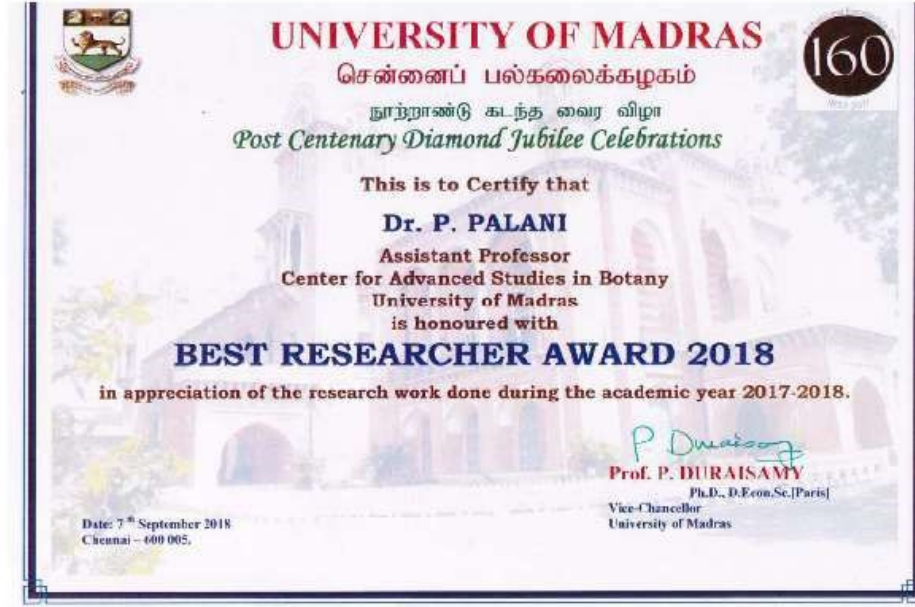 UNIVERSITY OF MADRAS
சென்னைப் பல்கலைக்கழகம்
160
நூற்றாண்டு கடந்த வைர விழா
Post Centenary Diamond Jubilee Celebrations
This is to Certify that
Dr. P. PALANI
Assistant Professor
Center for Advanced Studies in Botany
University of Madras
is honoured with
BEST RESEARCHER AWARD 2018
in appreciation of the research work done during the academic year 2017-2018.
P Duraisamy
Prof. P. DURAISAMY
Ph.D., D.Econ.Sc.[Paris]
Vice-Chancellor
University of Madras
Date: 7th September 2018
Chennai – 600 005.